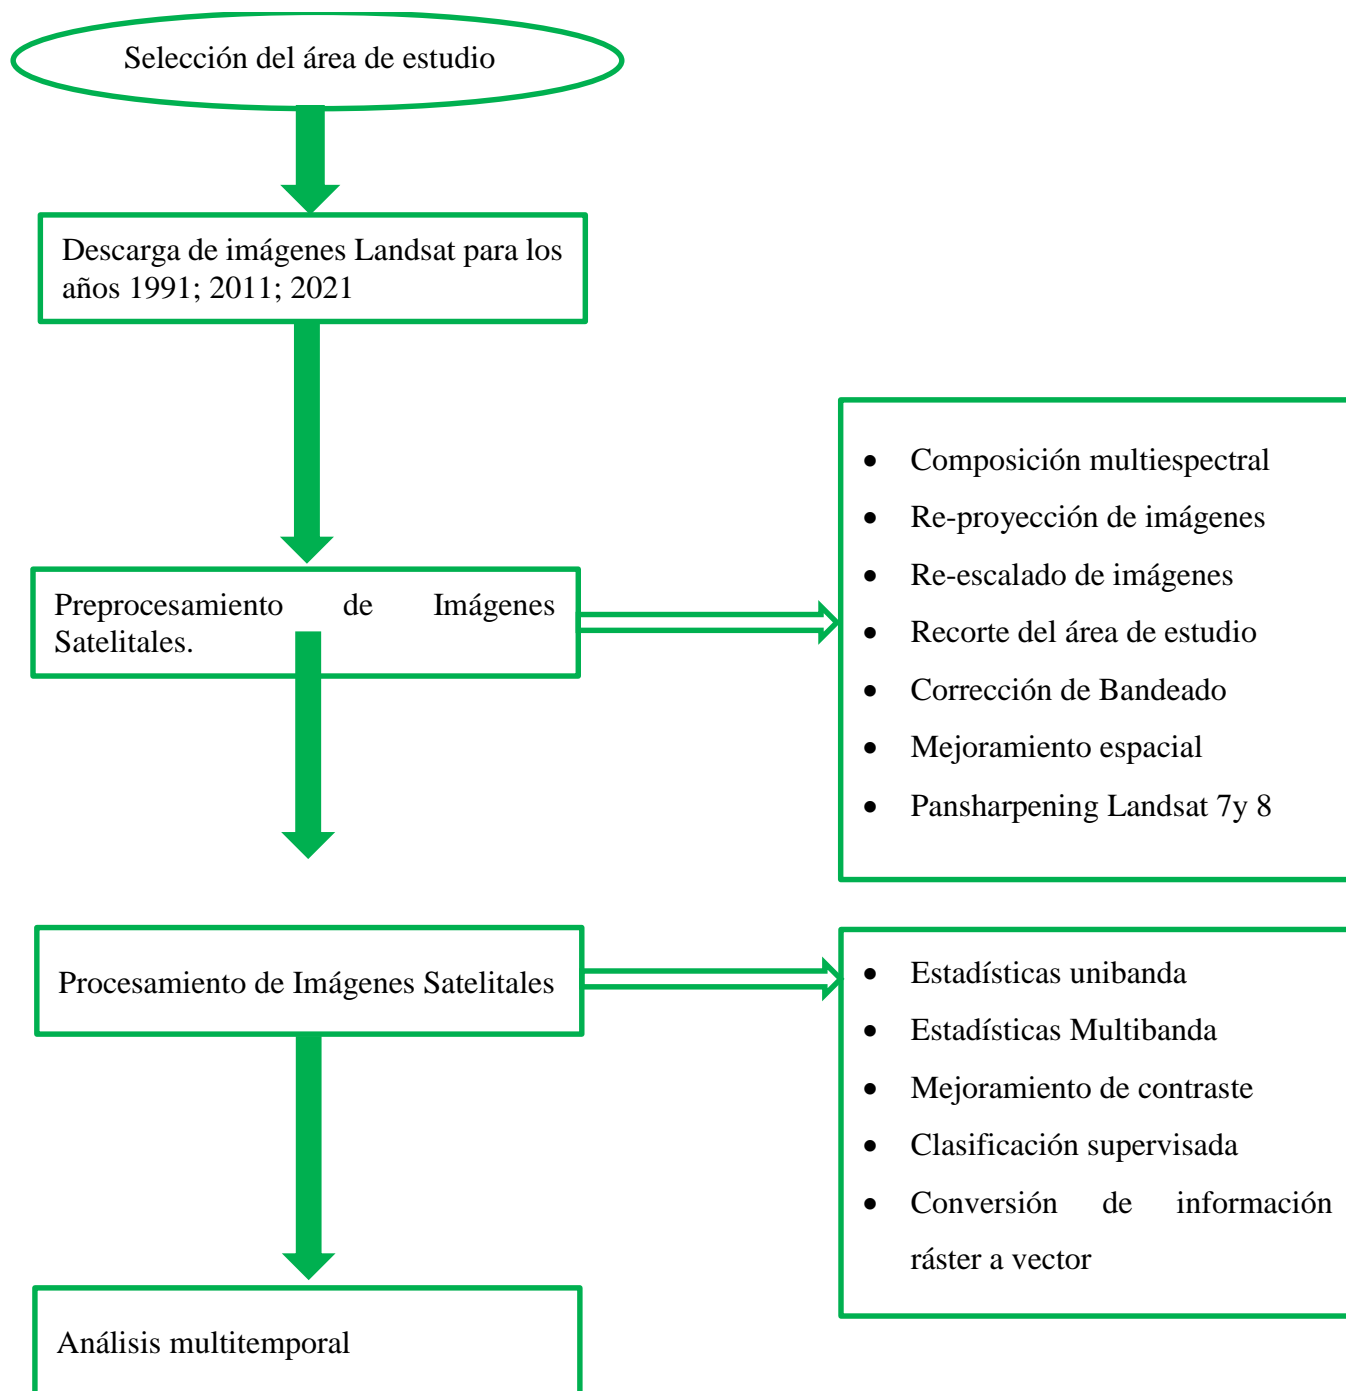 Selección del área de estudio
Descarga de imágenes Landsat para los
años 1991; 2011; 2021
Preprocesamiento de Imágenes
Satelitales.
• Composición multiespectral
• Re-proyección de imágenes
• Re-escalado de imágenes
• Recorte del área de estudio
• Corrección de Bandeado
• Mejoramiento espacial
• Pansharpening Landsat 7y 8
Procesamiento de Imágenes Satelitales
• Estadísticas unibanda
• Estadísticas Multibanda
• Mejoramiento de contraste
• Clasificación supervisada
• Conversión de información
ráster a vector
Análisis multitemporal